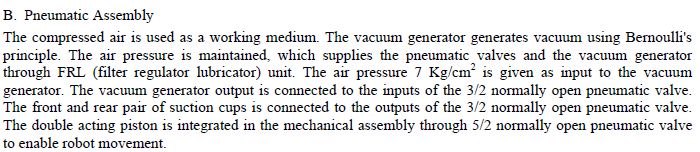 B. Pneumatic Assembly
The compressed air is used as a working medium. The vacuum generator generates vacuum using Bernoulli's
principle. The air pressure is maintained, which supplies the pneumatic valves and the vacuum generator
through FRL (filter regulator lubricator) unit. The air pressure 7 Kg/cm² is given as input to the vacuum
generator. The vacuum generator output is connected to the inputs of the 3/2 normally open pneumatic valve.
The front and rear pair of suction cups is connected to the outputs of the 3/2 normally open pneumatic valve.
The double acting piston is integrated in the mechanical assembly through 5/2 normally open pneumatic valve
to enable robot movement.